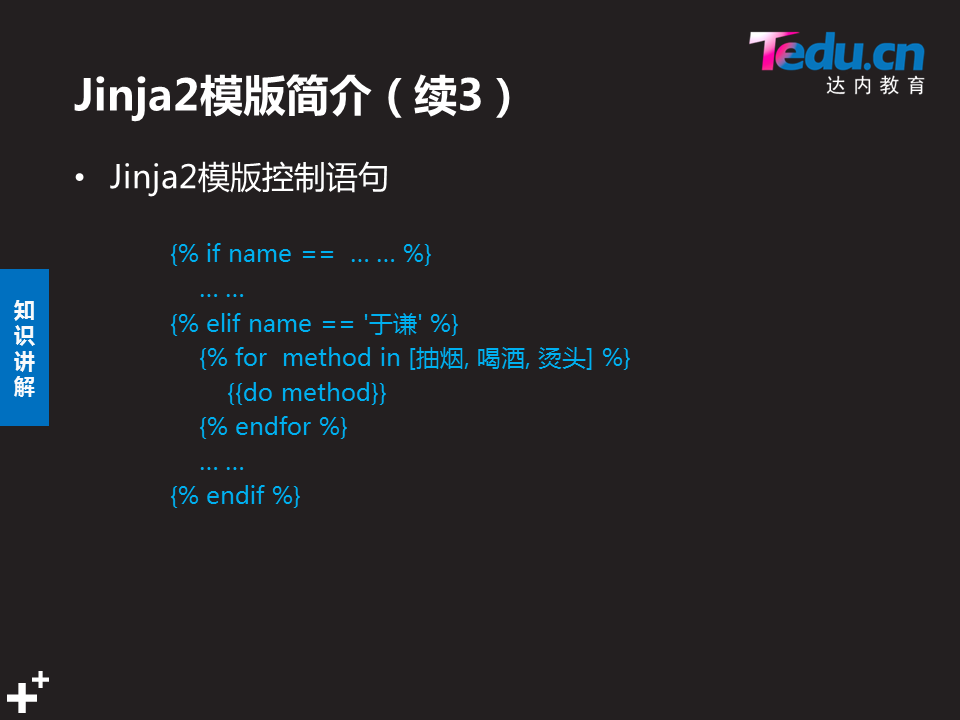 Tedu.cn
达内教育
Jinja2模版简介（续3）
• Jinja2模版控制语句
{% if name ==  ... ... %}
... ...
{% elif name == '于谦' %}
{% for  method in [抽烟, 喝酒, 烫头] %}
{{do method}}
{% endfor %}
... ...
{% endif %}
知识讲解